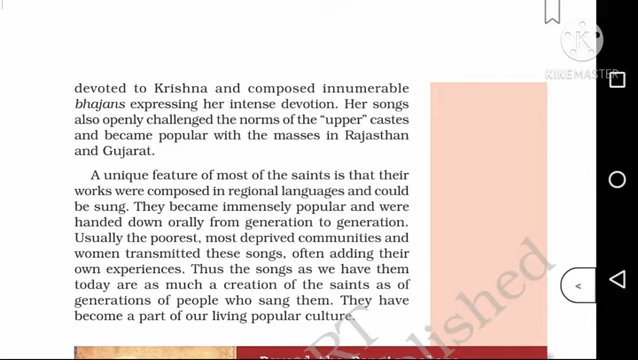 KINEMASTER
devoted to Krishna and composed innumerable
bhajans expressing her intense devotion. Her songs
also openly challenged the norms of the "upper" castes
and became popular with the masses in Rajasthan
and Gujarat.
A unique feature of most of the saints is that their
works were composed in regional languages and could
be sung. They became immensely popular and were
handed down orally from generation to generation.
Usually the poorest, most deprived communities and
women transmitted these songs, often adding their
own experiences. Thus the songs as we have them
today are as much a creation of the saints as of
generations of people who sang them. They have
become a part of our living popular culture.